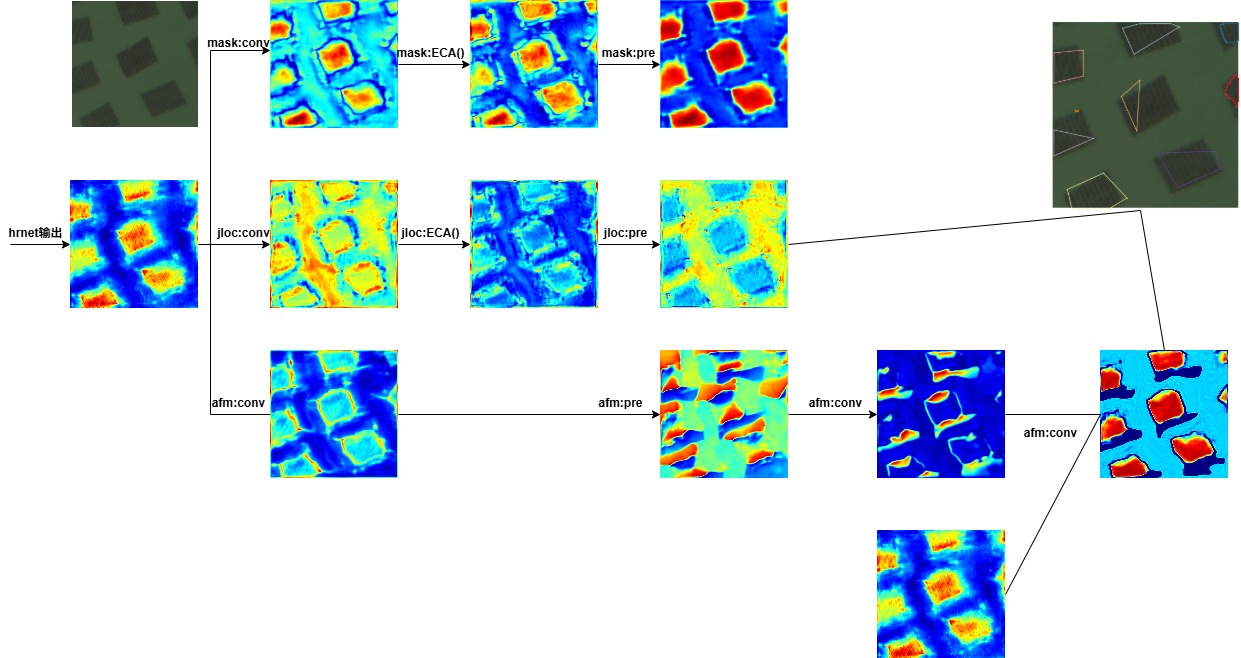 mask:conv
mask:ECA()
mask:pre
hrnet输出
jloc:conv
jloc:ECA()
jloc:pre
afm:conv
afm:pre
afm:conv
afm:conv